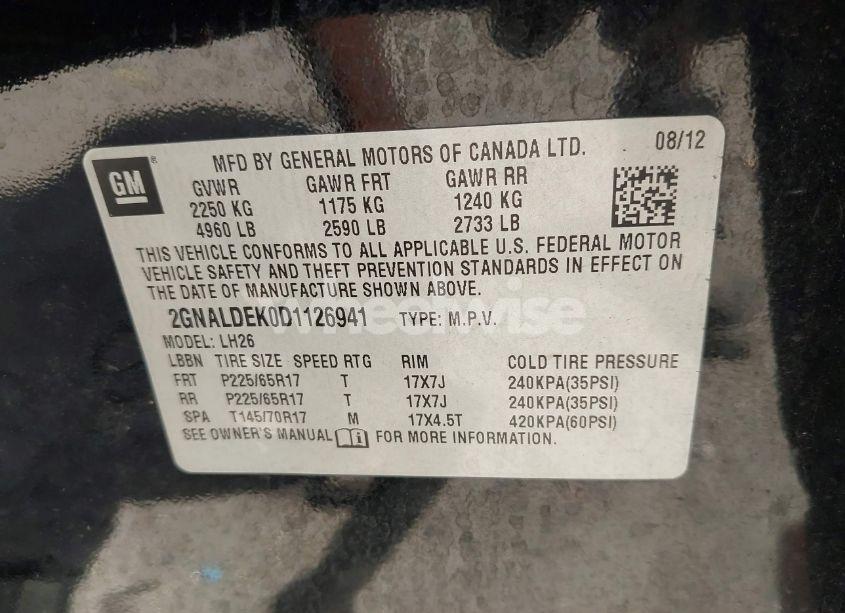 GM
MFD BY GENERAL MOTORS OF CANADA LTD. 08/12
GVWR GAWR FRT GAWR RR
2250 KG 1175 KG 1240 KG
4960 LB 2590 LB 2733 LB
THIS VEHICLE CONFORMS TO ALL APPLICABLE U.S. FEDERAL MOTOR
VEHICLE SAFETY AND THEFT PREVENTION STANDARDS IN EFFECT ON
THE DATE OF MANUFACTURE SHOWN ABOVE.
2GNALDEK0D1126941 TYPE: M.P.V.
MODEL: LH26
LBBN TIRE SIZE SPEED RTG RIM COLD TIRE PRESSURE
FRT P225/65R17 T 17X7J 240KPA(35PSI)
RR P225/65R17 T 17X7J 240KPA(35PSI)
SPA T145/70R17 M 17X4.5T 420KPA(60PSI)
SEE OWNER'S MANUAL FOR MORE INFORMATION.